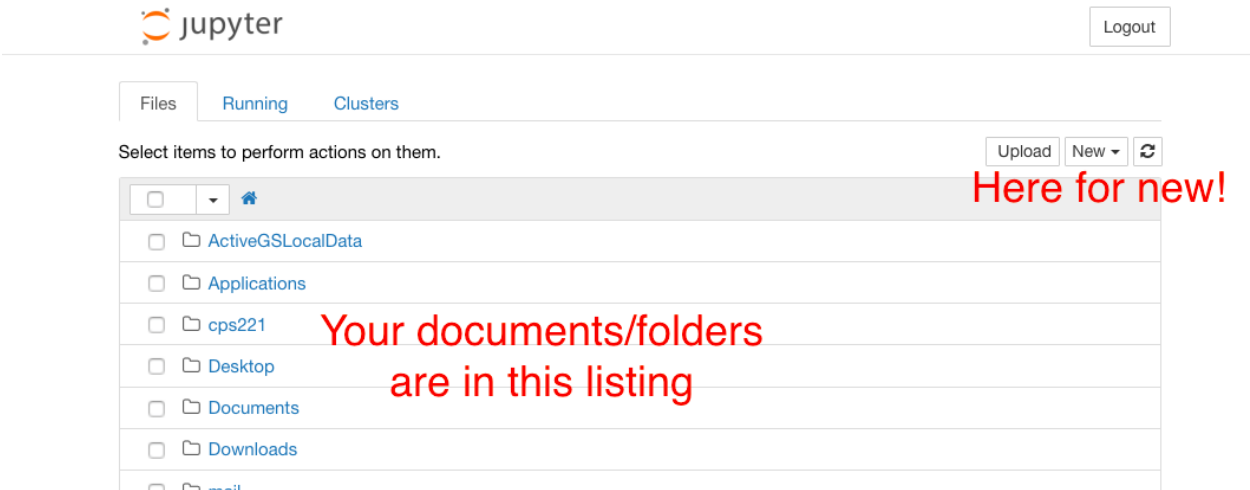 jupyter
Logout
Files Running Clusters
Select items to perform actions on them.
Upload New
Here for new!
ActiveGSLocalData
Applications
cps221
Your documents/folders
Desktop
are in this listing
Documents
Downloads